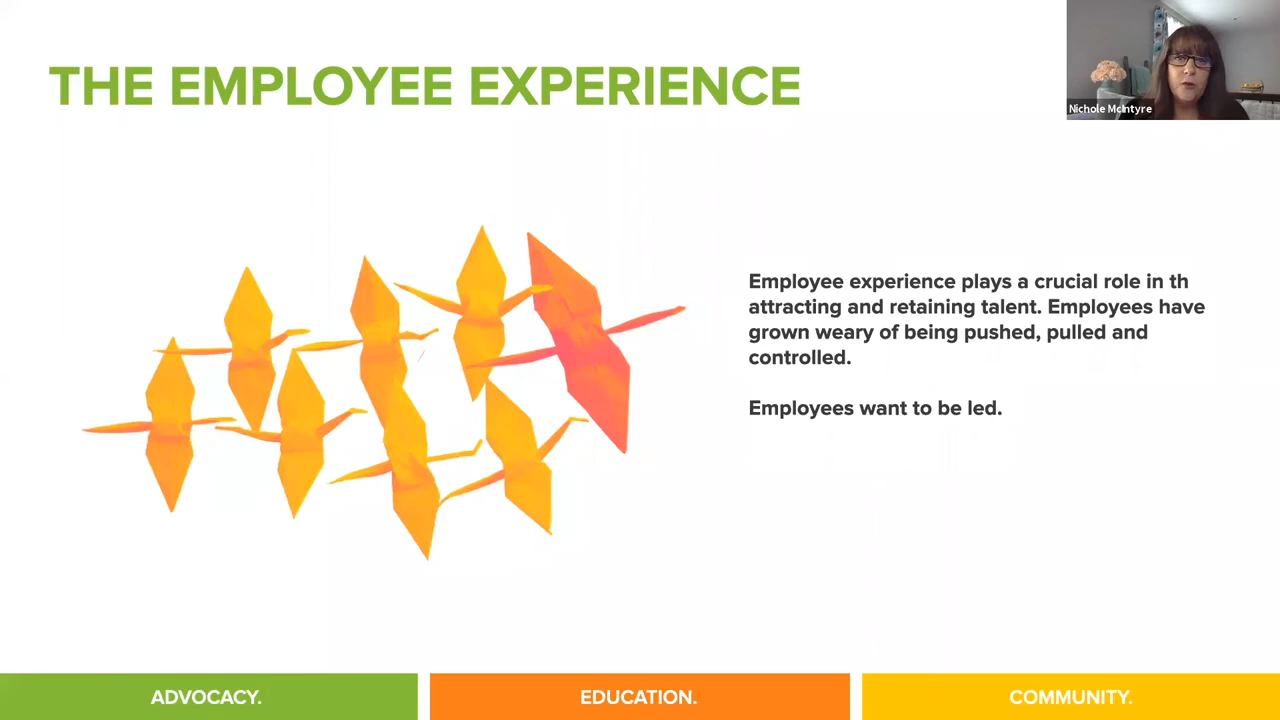 THE EMPLOYEE EXPERIENCE
Nichole McIntyre
Employee experience plays a crucial role in th
attracting and retaining talent. Employees have
grown weary of being pushed, pulled and
controlled.
Employees want to be led.
ADVOCACY.
EDUCATION.
COMMUNITY.